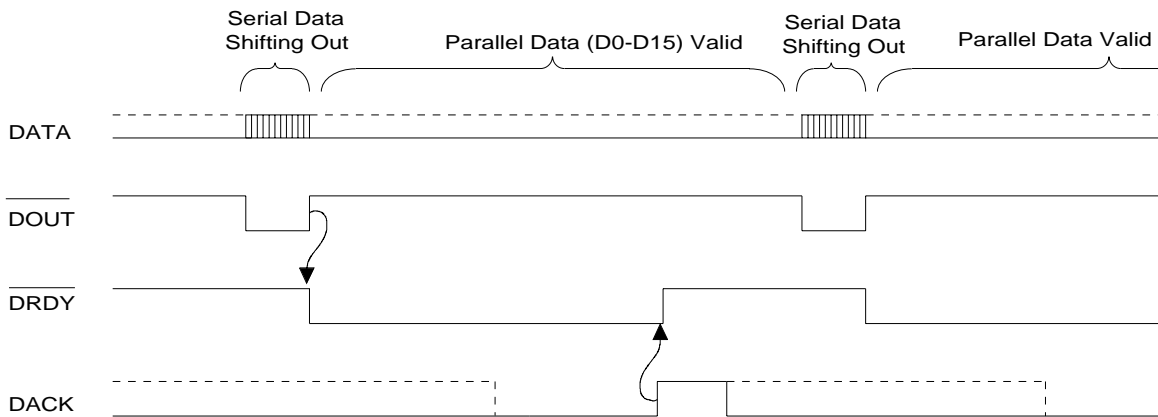 Serial Data
Shifting Out
Parallel Data (D0-D15) Valid
Serial Data
Shifting Out
Parallel Data Valid
DATA
DOUT
DRDY
DACK